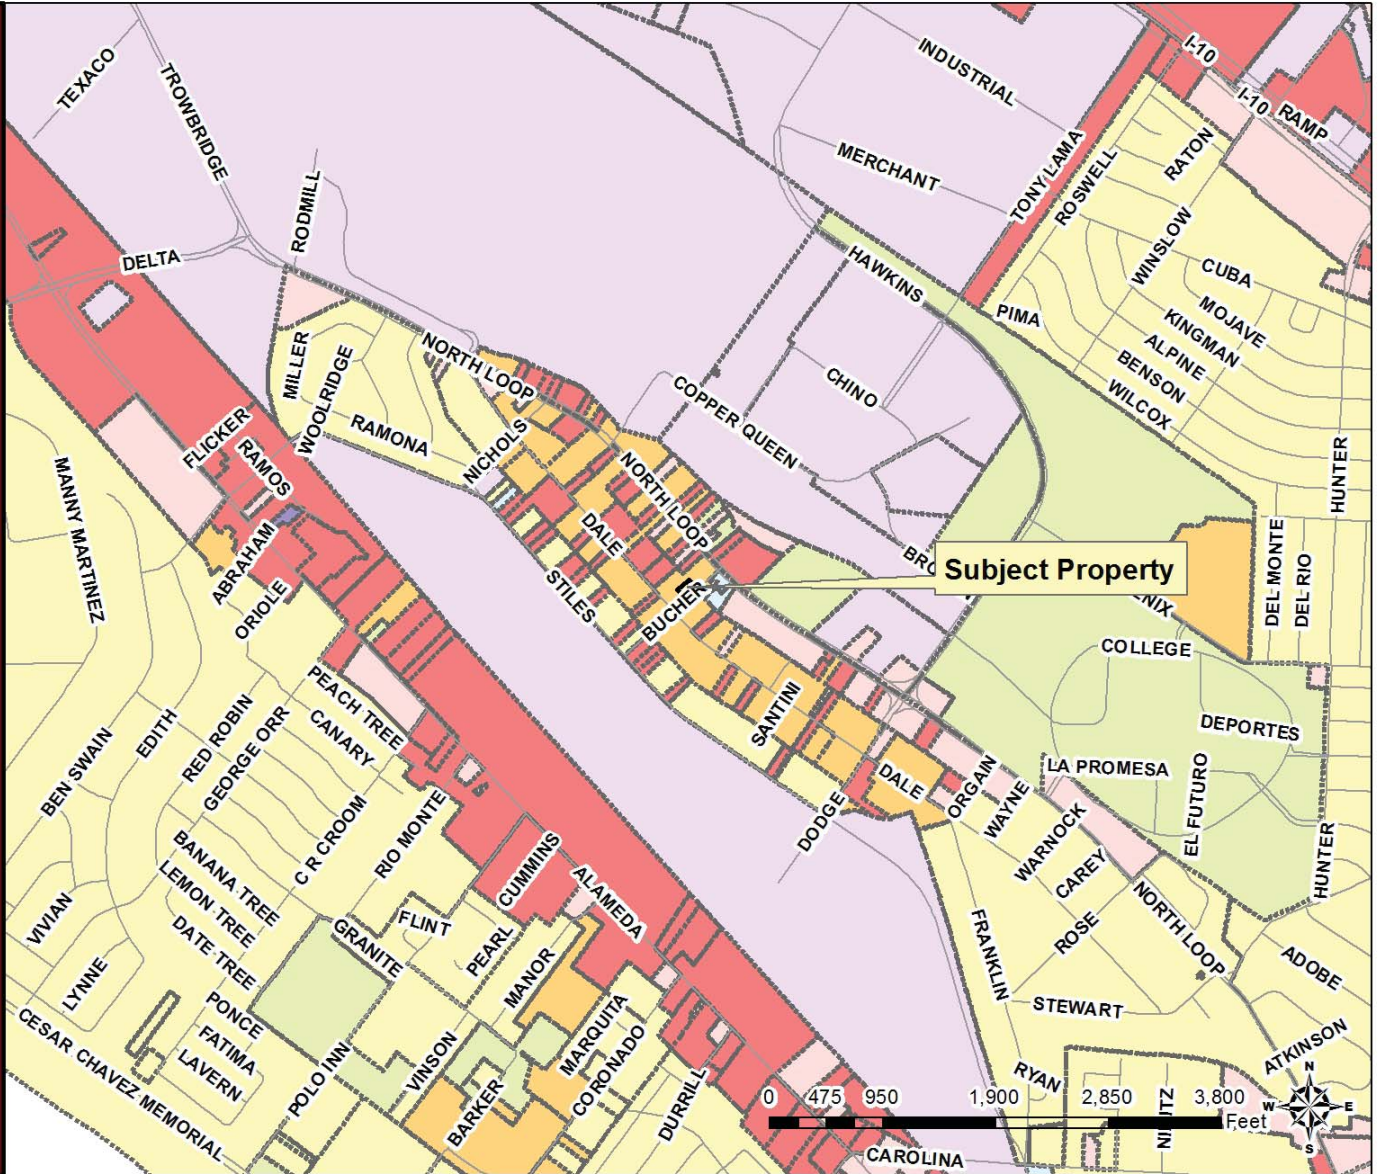 TEXACO
TROWBRIDGE
INDUSTRIAL
I-10
I-10
RAMP
MERCHANT
TONY LAMA
ROSWELL
RATON
RODMILL
DELTA
HAWKINS
WINSLOW
CUBA
PIMA
MOJAVE
KINGMAN
ALPINE
BENSON
WILCOX
MILLER
WOOLRIDGE
NORTH LOOP
CHINO
COPPER QUEEN
RAMONA
NICHOLS
FLICKER
RAMOS
NORTH LOOP
HUNTER
MANNY MARTINEZ
DALE
ABRAHAM
ORIOLE
STILES
BUCHER
Subject Property
DEL MONTE
DEL RIO
COLLEGE
PEACH TREE
CANARY
RED ROBIN
GEORGE ORR
EDITH
BEN SWAIN
SANTINI
DEPORTES
LA PROMESA
EL FUTURO
DALE
ORGAIN
WAYNE
DODGE
WARNOCK
CAREY
HUNTER
C R CROOM
RIO MONTE
BANANA TREE
LEMON TREE
DATE TREE
CUMMINS
ALAMEDA
VIVIAN
FLINT
GRANITE
PEARL
MANOR
NORTH LOOP
ROSE
FRANKLIN
ADOBE
LYNNE
PONCE
FATIMA
LAVERN
CESAR CHAVEZ MEMORIAL
POLO INN
VINSON
BARKER
MARQUITA
CORONADO
DURRILL
STEWART
ATKINSON
RYAN
0 475 950 1,900 2,850 3,800
Feet
N
W E
S
CAROLINA